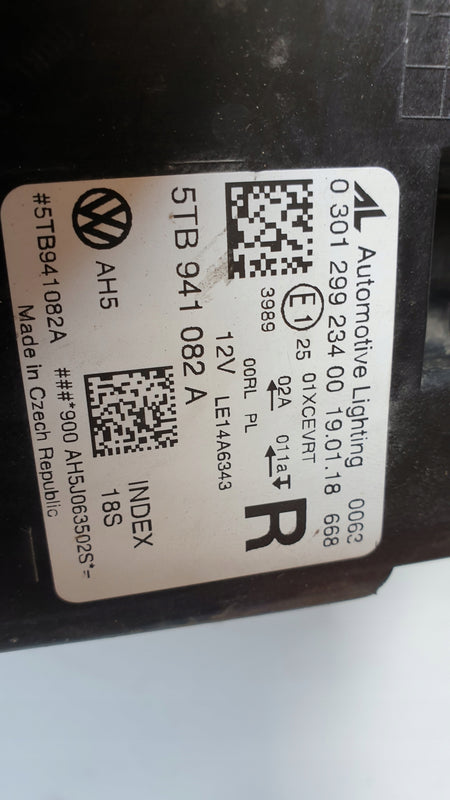 AL Automotive Lighting 0063
0 301 299 234 00 19.01.18 668
E1 25 01XCEVRT
3989 02A 011a
00RL PL
R
12V LE14A6343
5TB 941 082 A
INDEX
18S
AH5
###*900 AH5J063502S*=
#5TB941082A
Made in Czech Republic